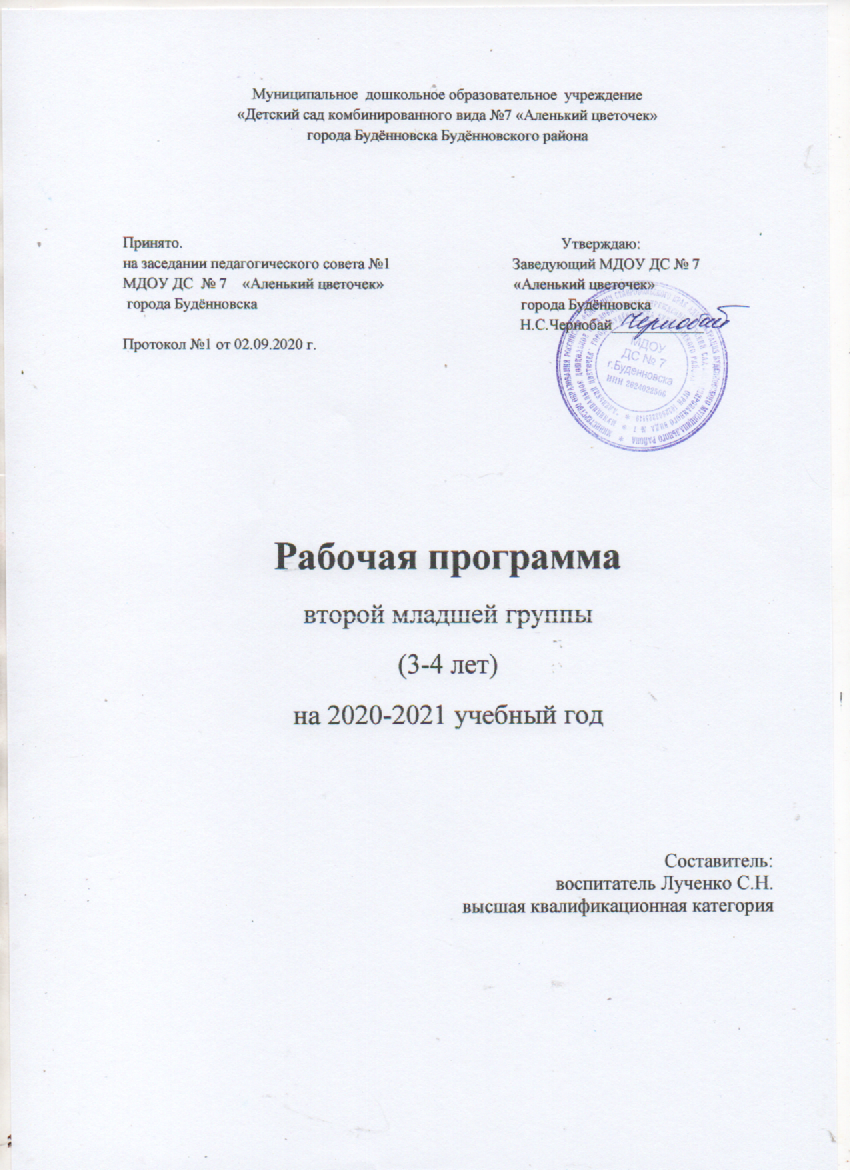 Муниципальное дошкольное образовательное учреждение
«Детский сад комбинированного вида №7 «Аленький цветочек»
города Будённовска Будённовского района
Принято.
на заседании педагогического совета №1
МДОУ ДС № 7 «Аленький цветочек»
города Будённовска
Протокол №1 от 02.09.2020 г.
Утверждаю:
Заведующий МДОУ ДС № 7
«Аленький цветочек»
города Будённовска
Н.С.Чернобай Чернобай
МДОУ
ДС № 7
г.Буденновска
ИНН
Рабочая программа
второй младшей группы
(3-4 лет)
на 2020-2021 учебный год
Составитель:
воспитатель Лученко С.Н.
высшая квалификационная категория